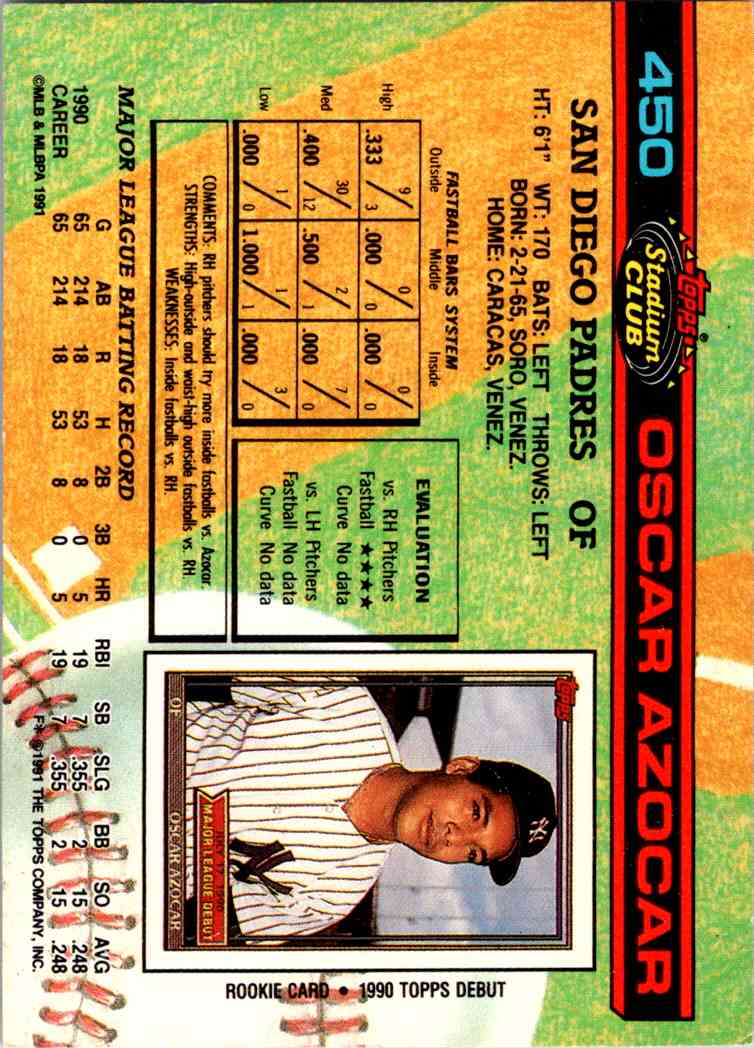 450
TOPPS®
Stadium
CLUB
OSCAR AZOCAR
SAN DIEGO PADRES OF
HT: 6'1" WT: 170 BATS: LEFT THROWS: LEFT
BORN: 2-21-65, SORO, VENEZ.
HOME: CARACAS, VENEZ.
FASTBALL BARS SYSTEM
Outside Middle Inside
High .333 9/3 .000 0/0 .000 0/0
Med .400 30/12 .500 2/1 .000 7/0
Low .000 1/0 1.000 1/1 .000 3/0
EVALUATION
vs. RH Pitchers
Fastball ★★★★
Curve No data
vs. LH Pitchers
Fastball No data
Curve No data
COMMENTS: RH pitchers should try more inside fastballs vs. Azocar.
STRENGTHS: High-outside and waist-high outside fastballs vs. RH.
WEAKNESSES: Inside fastballs vs. RH.
Topps
NY
JULY 17, 1990
MAJOR LEAGUE DEBUT
OF OSCAR AZOCAR
ROOKIE CARD • 1990 TOPPS DEBUT
MAJOR LEAGUE BATTING RECORD
G AB R H 2B 3B HR RBI SB SLG BB SO AVG
1990 65 214 18 53 8 0 5 19 7 .355 2 15 .248
CAREER 65 214 18 53 8 0 5 19 7 .355 2 15 .248
©MLB & MLBPA 1991 F* ©1991 THE TOPPS COMPANY, INC.